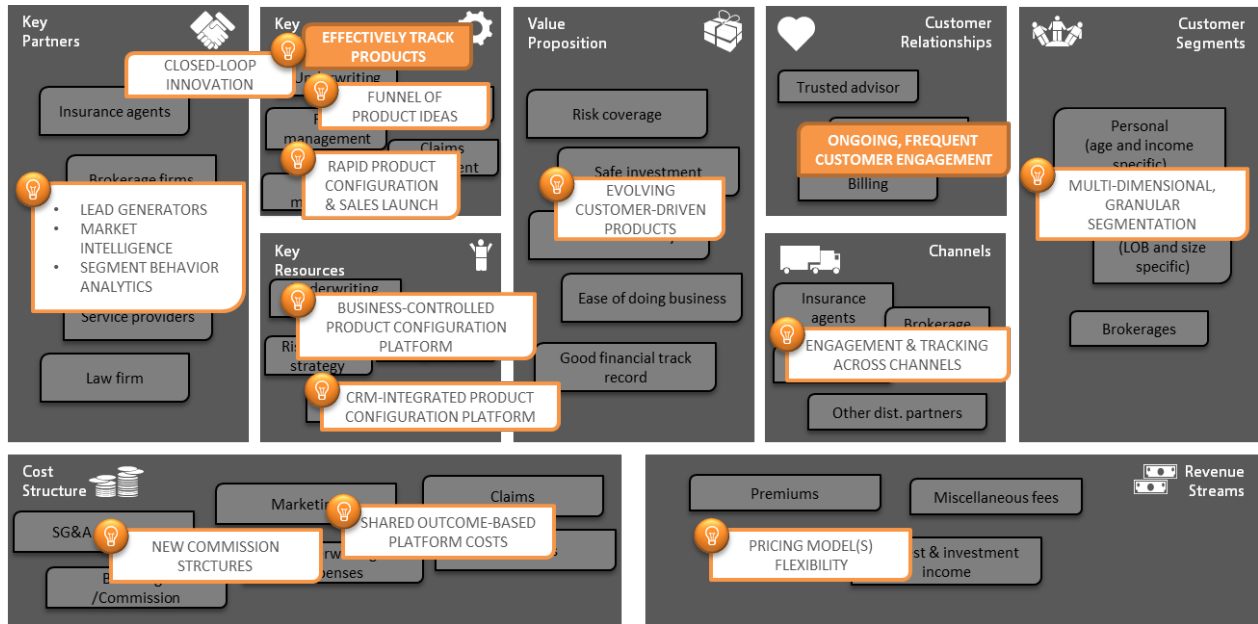 Key
Partners
CLOSED-LOOP
INNOVATION
Insurance agents
Brokerage firms
• LEAD GENERATORS
• MARKET
INTELLIGENCE
• SEGMENT BEHAVIOR
ANALYTICS
Service providers
Law firm
Key
EFFECTIVELY TRACK
PRODUCTS
Underwriting
FUNNEL OF
PRODUCT IDEAS
management
Claims
RAPID PRODUCT
CONFIGURATION
& SALES LAUNCH
Key
Resources
Underwriting
BUSINESS-CONTROLLED
PRODUCT CONFIGURATION
PLATFORM
strategy
CRM-INTEGRATED PRODUCT
CONFIGURATION PLATFORM
Value
Proposition
Risk coverage
Safe investment
EVOLVING
CUSTOMER-DRIVEN
PRODUCTS
Ease of doing business
Good financial track
record
Customer
Relationships
Trusted advisor
ONGOING, FREQUENT
CUSTOMER ENGAGEMENT
Billing
Channels
Insurance
agents
Brokerage
ENGAGEMENT & TRACKING
ACROSS CHANNELS
Other dist. partners
Customer
Segments
Personal
(age and income
specific)
MULTI-DIMENSIONAL,
GRANULAR
SEGMENTATION
(LOB and size
specific)
Brokerages
Cost
Structure
Marketing
Claims
SG&A
SHARED OUTCOME-BASED
PLATFORM COSTS
NEW COMMISSION
STRCTURES
/Commission
Revenue
Streams
Premiums
Miscellaneous fees
PRICING MODEL(S)
FLEXIBILITY
& investment
income